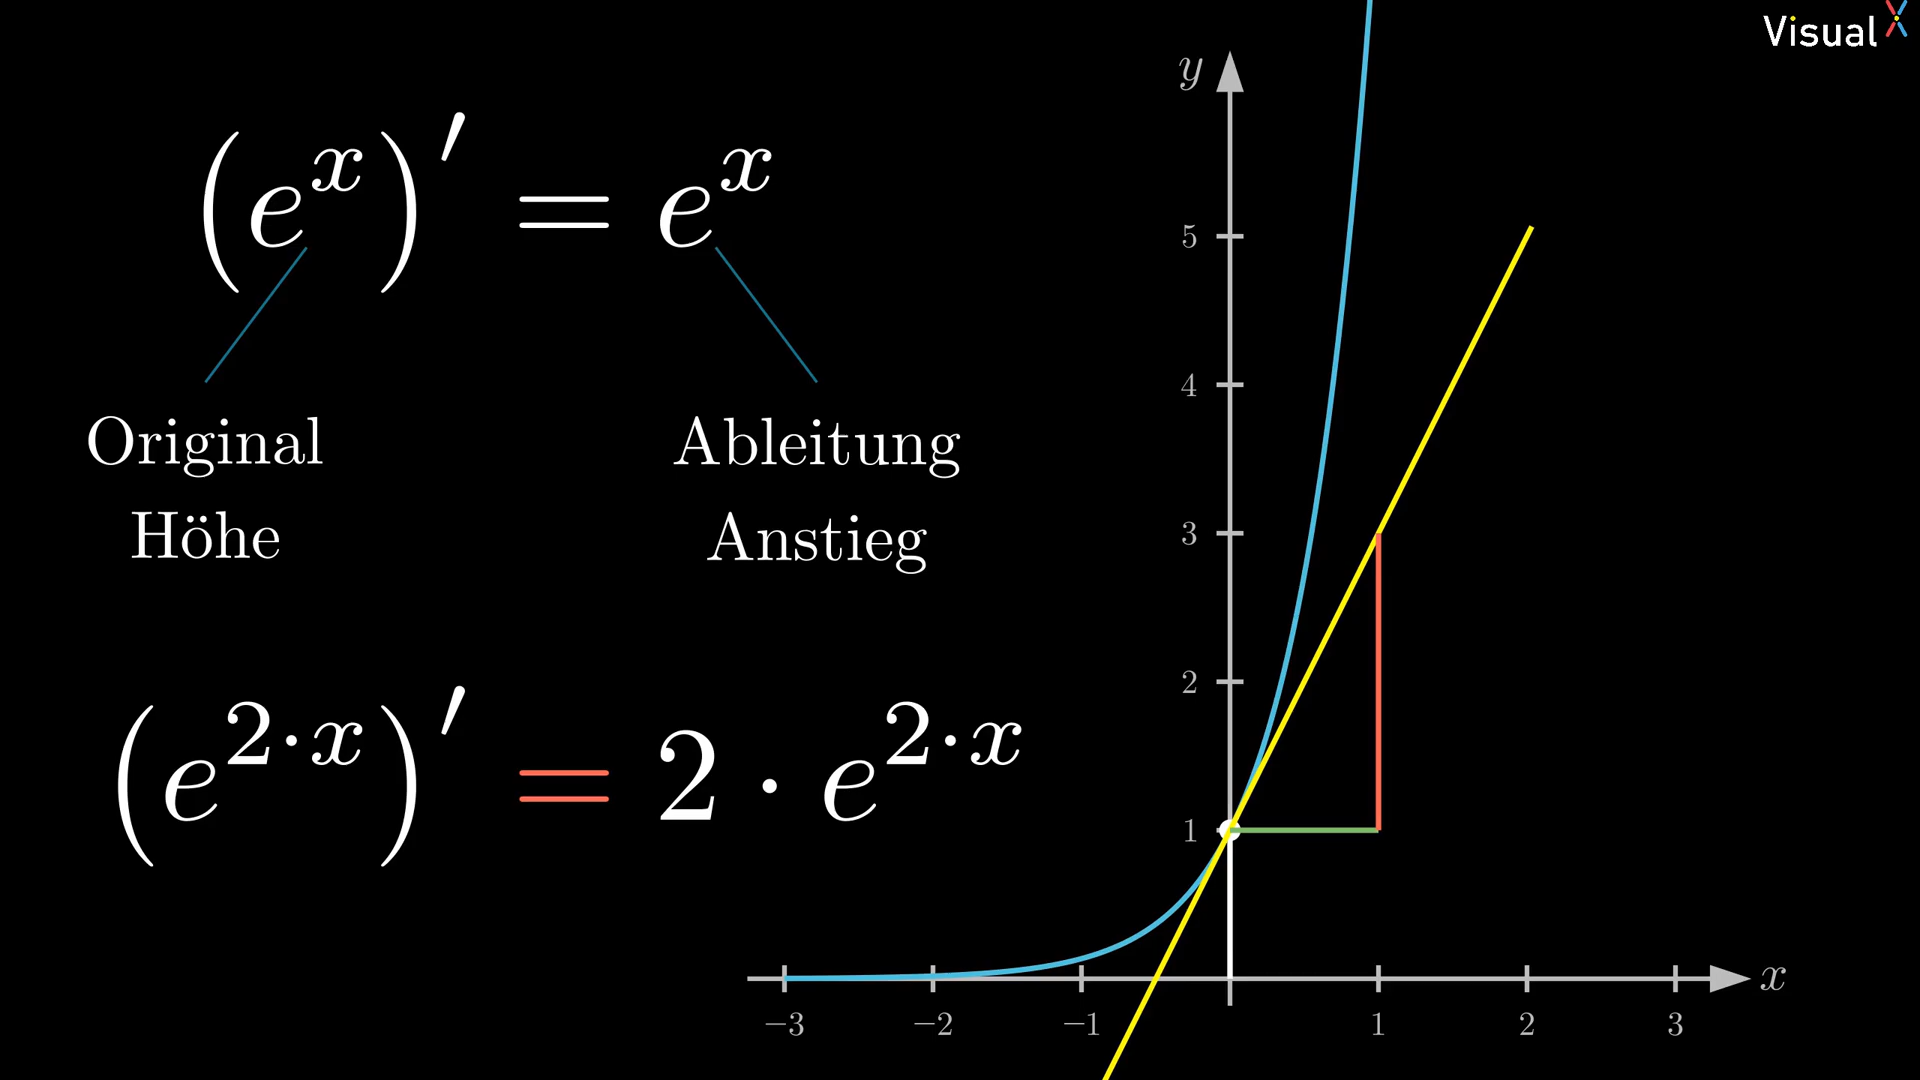 Visual X
(e^x)′ = e^x
Original
Höhe
Ableitung
Anstieg
(e^{2·x})′ = 2 · e^{2·x}
y
5
4
3
2
1
x
−3 −2 −1 1 2 3